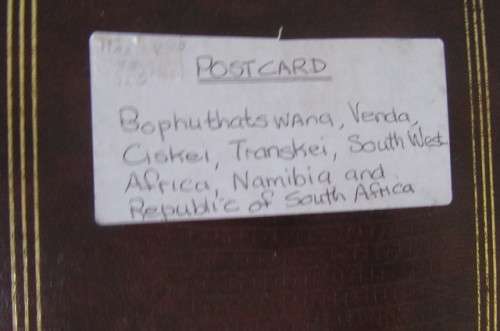 POSTCARD
Bophuthatswana, Venda,
Ciskei, Transkei, South West
Africa, Namibia and
Republic of South Africa